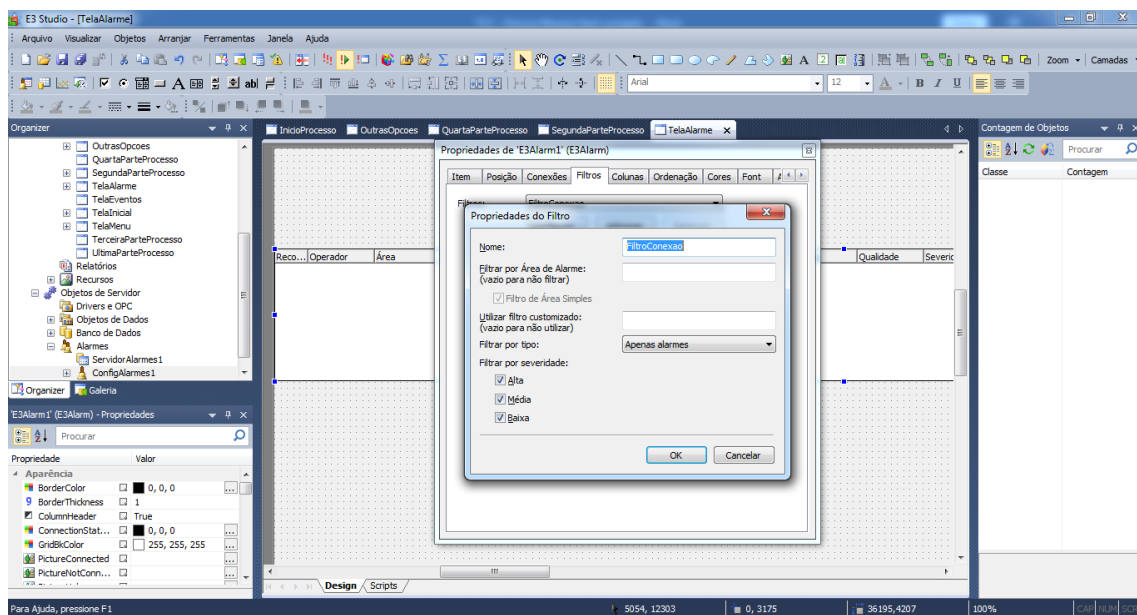 E3 Studio - [TelaAlarme]
Arquivo Visualizar Objetos Arranjar Ferramentas Janela Ajuda
Zoom Camadas
Arial 12 A B I U
Organizer
InicioProcesso OutrasOpcoes QuartaParteProcesso SegundaParteProcesso TelaAlarme
Contagem de Objetos
Procurar
Classe Contagem
OutrasOpcoes
QuartaParteProcesso
SegundaParteProcesso
TelaAlarme
TelaEventos
TelaInicial
TelaMenu
TerceiraParteProcesso
UltimaParteProcesso
Relatórios
Recursos
Objetos de Servidor
Drivers e OPC
Objetos de Dados
Banco de Dados
Alarmes
ServidorAlarmes1
ConfigAlarmes1
Organizer Galeria
'E3Alarm1' (E3Alarm) - Propriedades
Procurar
Propriedade Valor
Aparência
BorderColor 0, 0, 0
BorderThickness 1
ColumnHeader True
ConnectionStat... 0, 0, 0
GridBkColor 255, 255, 255
PictureConnected
PictureNotConn...
Propriedades de 'E3Alarm1' (E3Alarm)
Item Posição Conexões Filtros Colunas Ordenação Cores Font
Reco... Operador Área Qualidade Severic
Propriedades do Filtro
Nome: FiltroConexao
Filtrar por Área de Alarme:
(vazio para não filtrar)
Filtro de Área Simples
Utilizar filtro customizado:
(vazio para não utilizar)
Filtrar por tipo: Apenas alarmes
Filtrar por severidade:
Alta
Média
Baixa
OK Cancelar
Design Scripts
Para Ajuda, pressione F1 5054, 12303 0, 3175 36195,4207 100% CAP NUM